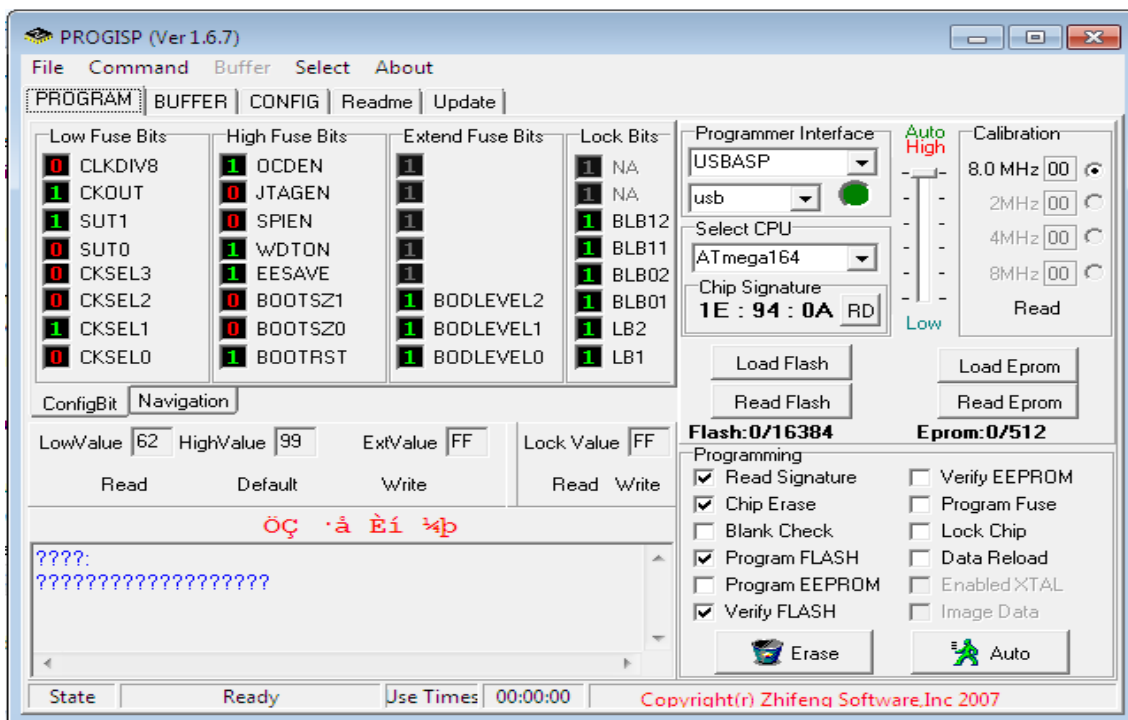 PROGISP (Ver 1.6.7)
File Command Buffer Select About
PROGRAM BUFFER CONFIG Readme Update
Low Fuse Bits
0 CLKDIV8
1 CKOUT
1 SUT1
0 SUT0
0 CKSEL3
0 CKSEL2
1 CKSEL1
0 CKSEL0
High Fuse Bits
1 OCDEN
0 JTAGEN
0 SPIEN
1 WDTON
1 EESAVE
0 BOOTSZ1
0 BOOTSZ0
1 BOOTRST
Extend Fuse Bits
1
1
1
1
1
1 BODLEVEL2
1 BODLEVEL1
1 BODLEVEL0
Lock Bits
1 NA
1 NA
1 BLB12
1 BLB11
1 BLB02
1 BLB01
1 LB2
1 LB1
ConfigBit Navigation
LowValue 62 HighValue 99 ExtValue FF
Read Default Write
Lock Value FF
Read Write
ÖÇ ·å Èí ¼þ
????:
???????????????????
Programmer Interface
USBASP
usb
Select CPU
ATmega164
Chip Signature
1E : 94 : 0A RD
Auto
High
Low
Calibration
8.0 MHz 00
2MHz 00
4MHz 00
8MHz 00
Read
Load Flash Load Eprom
Read Flash Read Eprom
Flash:0/16384 Eprom:0/512
Programming
Read Signature Verify EEPROM
Chip Erase Program Fuse
Blank Check Lock Chip
Program FLASH Data Reload
Program EEPROM Enabled XTAL
Verify FLASH Image Data
Erase Auto
State Ready Use Times 00:00:00 Copyright(r) Zhifeng Software,Inc 2007